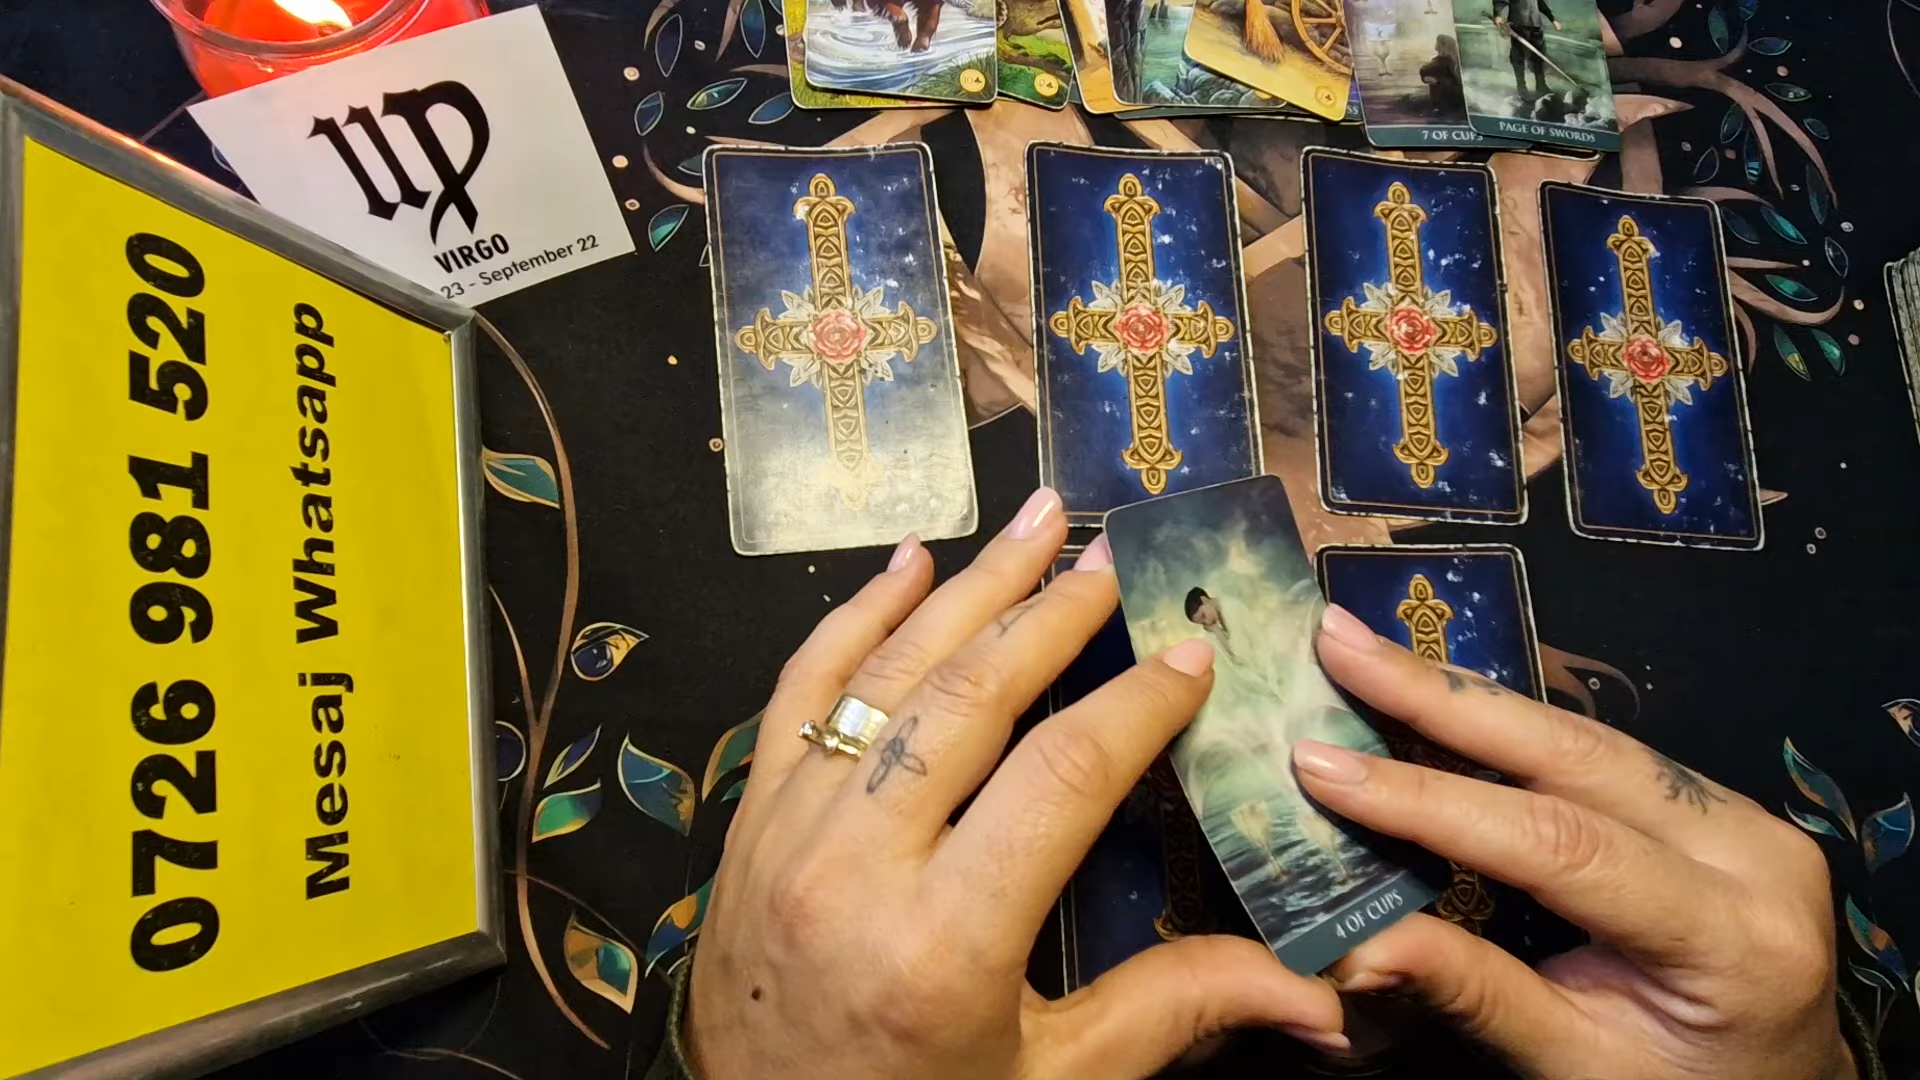 VIRGO
23 - September 22
0726 981 520
Mesaj Whatsapp
7 OF CUPS
PAGE OF SWORDS
4 OF CUPS